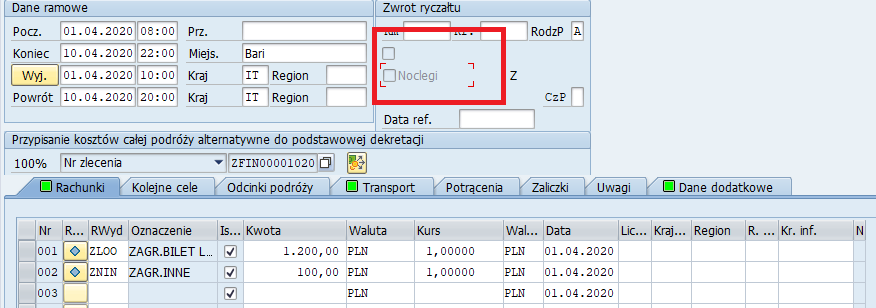 Dane ramowe Zwrot ryczałtu
Pocz. 01.04.2020 08:00 Prz. Kr. RodzP A
Koniec 10.04.2020 22:00 Miejs. Bari
Wyj. 01.04.2020 10:00 Kraj IT Region Noclegi Z
Powrót 10.04.2020 20:00 Kraj IT Region CzP
Data ref.
Przypisanie kosztów całej podróży alternatywne do podstawowej dekretacji
100% Nr zlecenia ZFIN00001020
Rachunki Kolejne cele Odcinki podróży Transport Potrącenia Zaliczki Uwagi Dane dodatkowe
Nr R... RWyd Oznaczenie Is... Kwota Waluta Kurs Wal... Data Lic... Kraj... Region R. ... Kr. inf. N
001 ZLOO ZAGR.BILET L... 1.200,00 PLN 1,00000 PLN 01.04.2020
002 ZNIN ZAGR.INNE 100,00 PLN 1,00000 PLN 01.04.2020
003 PLN PLN 01.04.2020